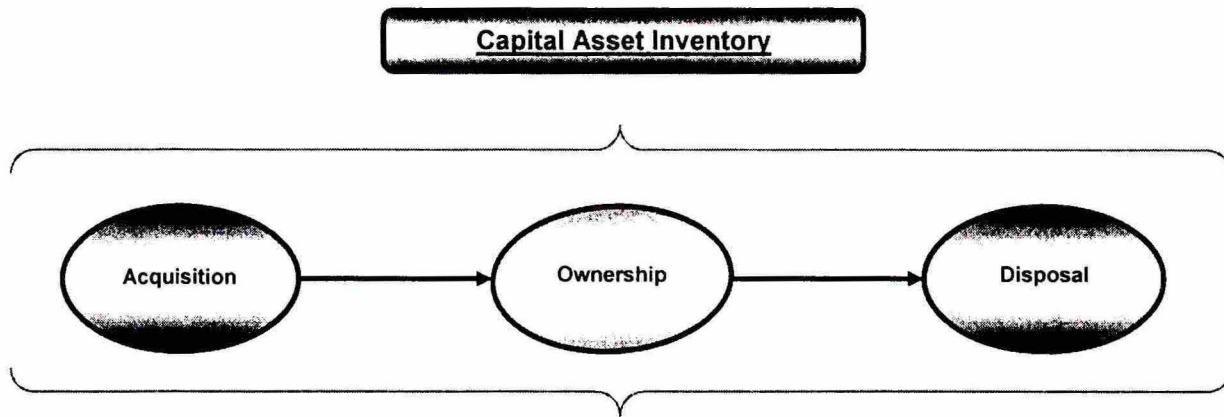 Capital Asset Inventory
Acquisition
Ownership
Disposal